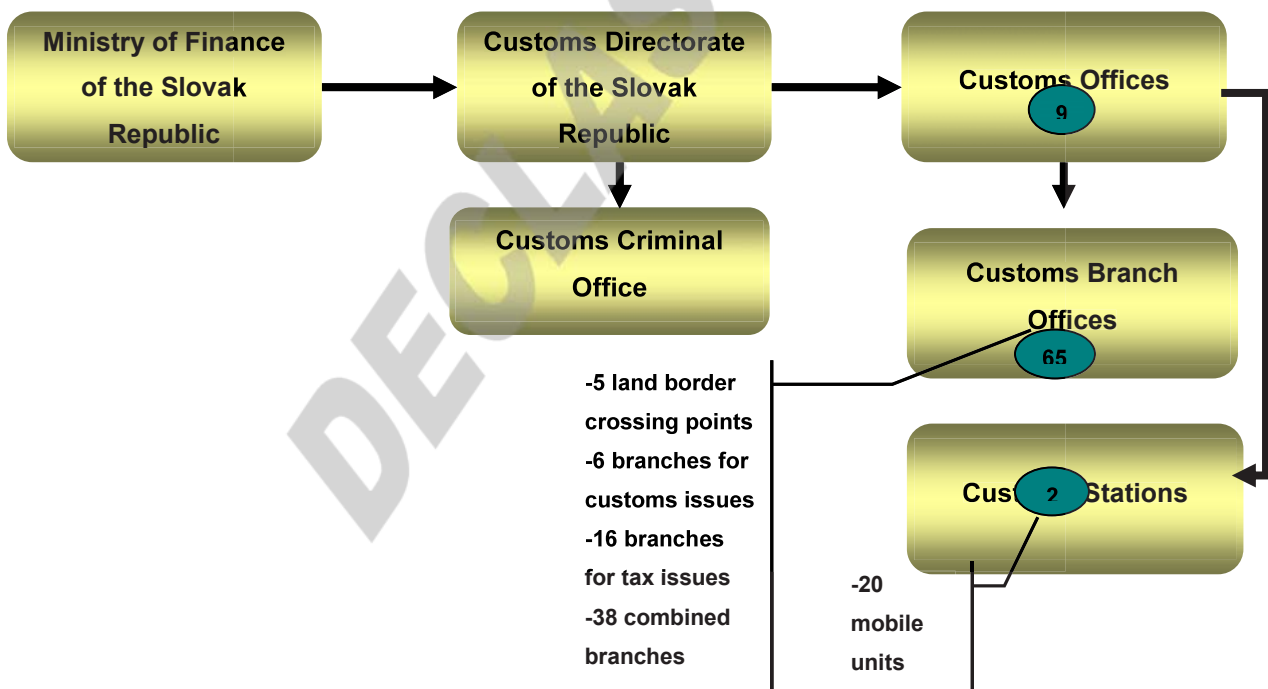 Ministry of Finance
of the Slovak
Republic
Customs Directorate
of the Slovak
Republic
Customs Offices
9
Customs Criminal
Office
Customs Branch
Offices
65
-5 land border
crossing points
-6 branches for
customs issues
-16 branches
for tax issues
-38 combined
branches
Stations
2
-20
mobile
units